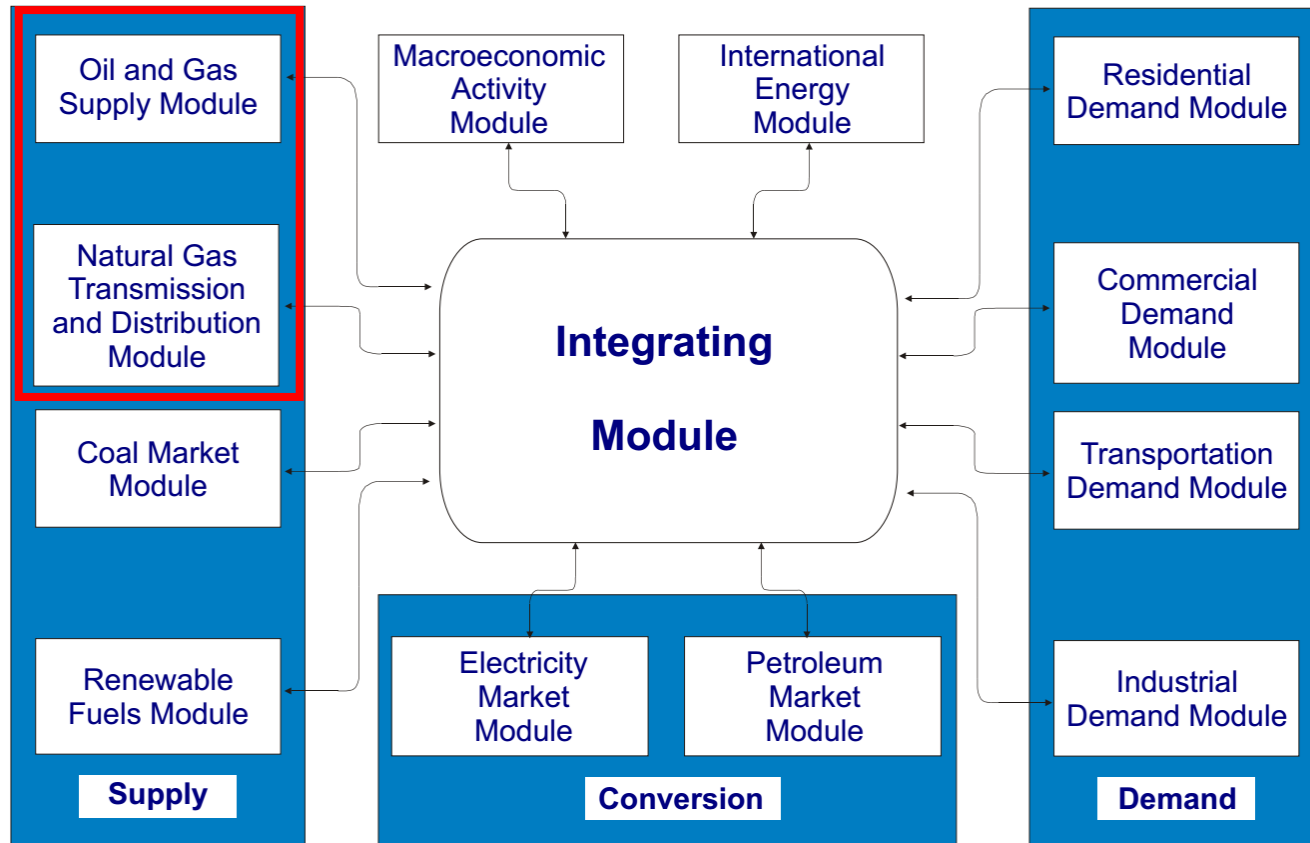 Oil and Gas
Supply Module
Natural Gas
Transmission
and Distribution
Module
Coal Market
Module
Renewable
Fuels Module
Supply
Macroeconomic
Activity
Module
International
Energy
Module
Integrating
Module
Electricity
Market
Module
Petroleum
Market
Module
Conversion
Residential
Demand Module
Commercial
Demand
Module
Transportation
Demand Module
Industrial
Demand Module
Demand